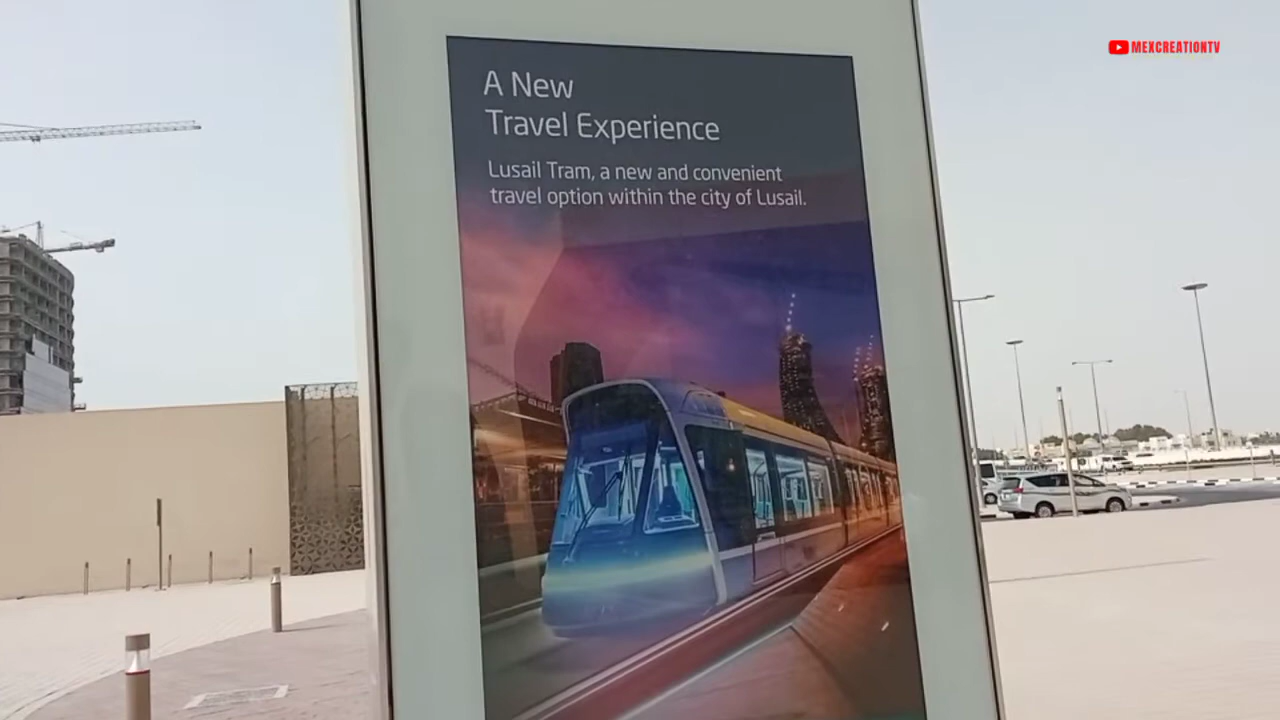 MEXCREATIONTV
A New
Travel Experience
Lusail Tram, a new and convenient
travel option within the city of Lusail.